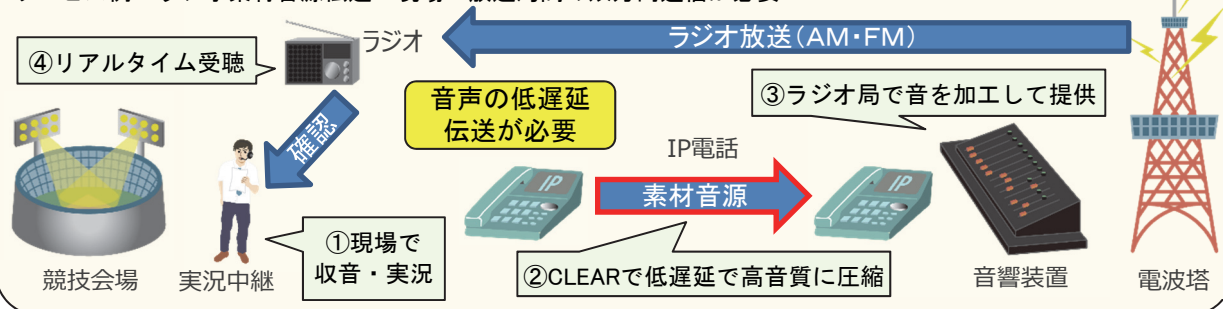 ラジオ
ラジオ放送（AM・FM）
④リアルタイム受聴
音声の低遅延
伝送が必要
③ラジオ局で音を加工して提供
確認
IP電話
IP
素材音源
IP
①現場で
収音・実況
②CLEARで低遅延で高音質に圧縮
競技会場
実況中継
音響装置
電波塔